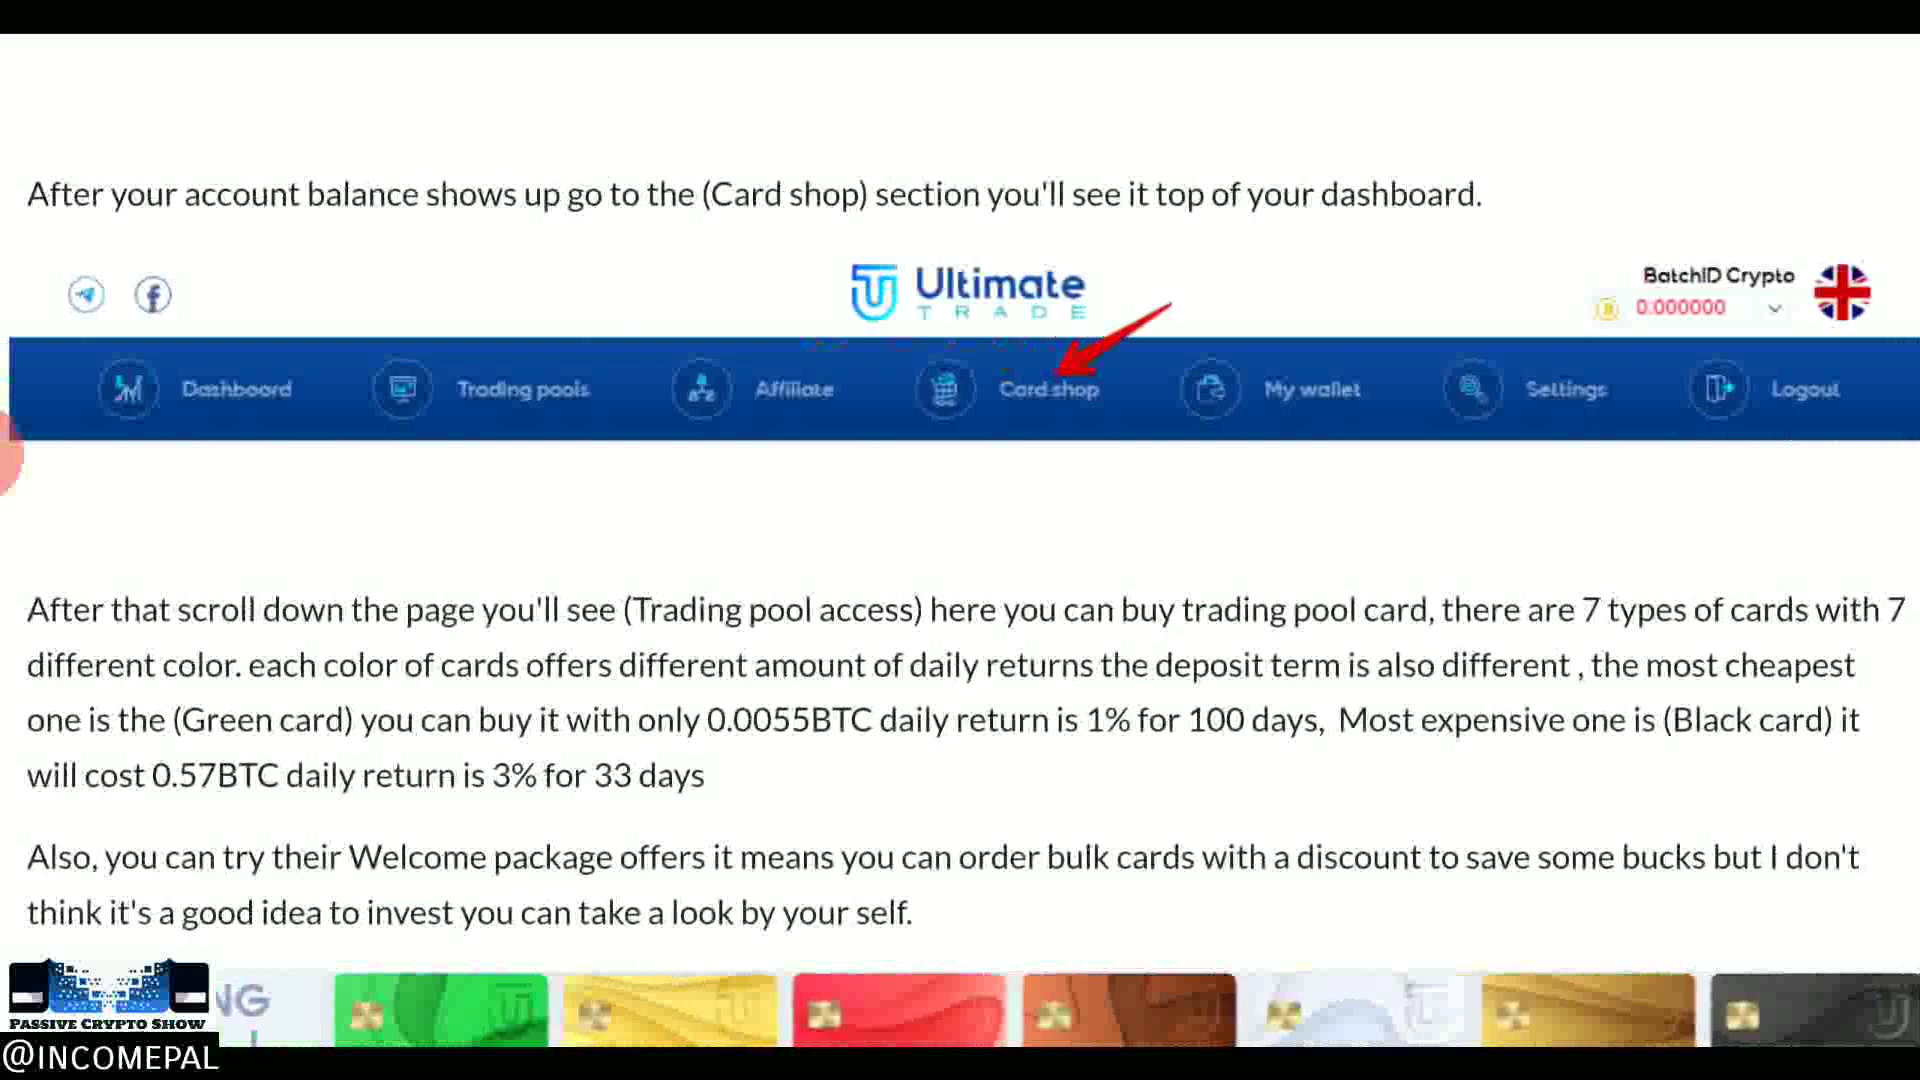 After your account balance shows up go to the (Card shop) section you'll see it top of your dashboard.
Ultimate
TRADE
BatchID Crypto
0.000000
Dashboard
Trading pools
Affiliate
Card shop
My wallet
Settings
Logout
After that scroll down the page you'll see (Trading pool access) here you can buy trading pool card, there are 7 types of cards with 7
different color. each color of cards offers different amount of daily returns the deposit term is also different , the most cheapest
one is the (Green card) you can buy it with only 0.0055BTC daily return is 1% for 100 days,  Most expensive one is (Black card) it
will cost 0.57BTC daily return is 3% for 33 days
Also, you can try their Welcome package offers it means you can order bulk cards with a discount to save some bucks but I don't
think it's a good idea to invest you can take a look by your self.
NG
PASSIVE CRYPTO SHOW
@INCOMEPAL